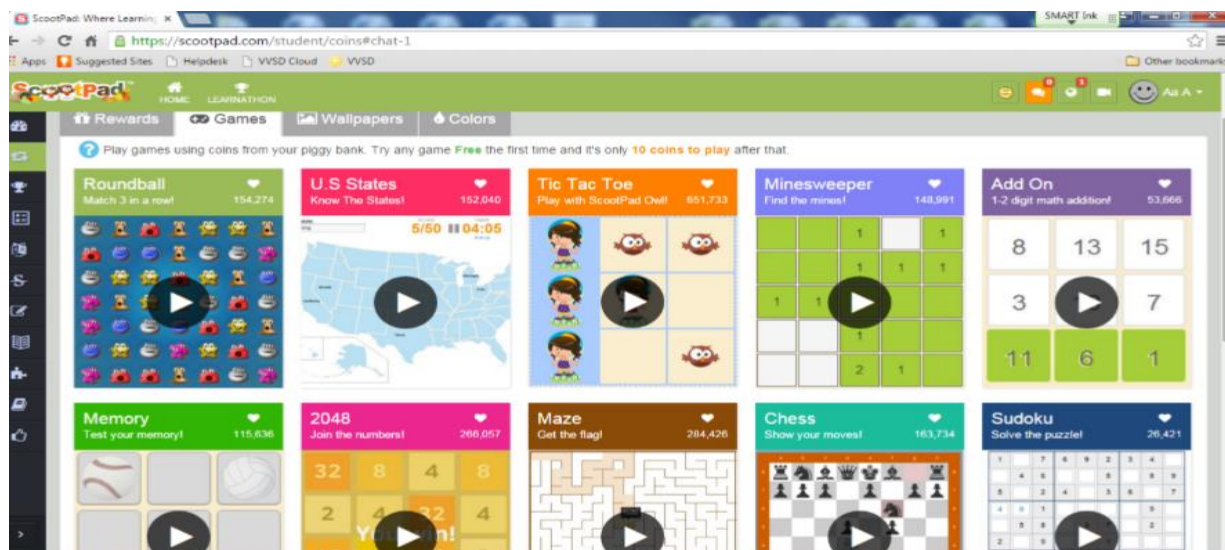 ScootPad: Where Learning
SMART Ink
https://scootpad.com/student/coins#chat-1
Apps Suggested Sites Helpdesk VVSD Cloud VVSD Other bookmark
ScootPad HOME LEARNATHON Aa A
Rewards Games Wallpapers Colors
Play games using coins from your piggy bank. Try any game Free the first time and it's only 10 coins to play after that.
Roundball
Match 3 in a row! 154,274
U.S States
Know The States! 152,040
5/50 04:05
Tic Tac Toe
Play with ScootPad Owl! 651,733
Minesweeper
Find the mines! 148,991
1 1
1 1 1
1 1
1
2 1
Add On
1-2 digit math addition! 53,666
8 13 15
3 7
11 6 1
Memory
Test your memory! 115,636
2048
Join the numbers! 266,057
32 8 4 8
2 4 32 4
You win!
Maze
Get the flag! 284,426
Chess
Show your moves! 163,734
Sudoku
Solve the puzzle! 26,421